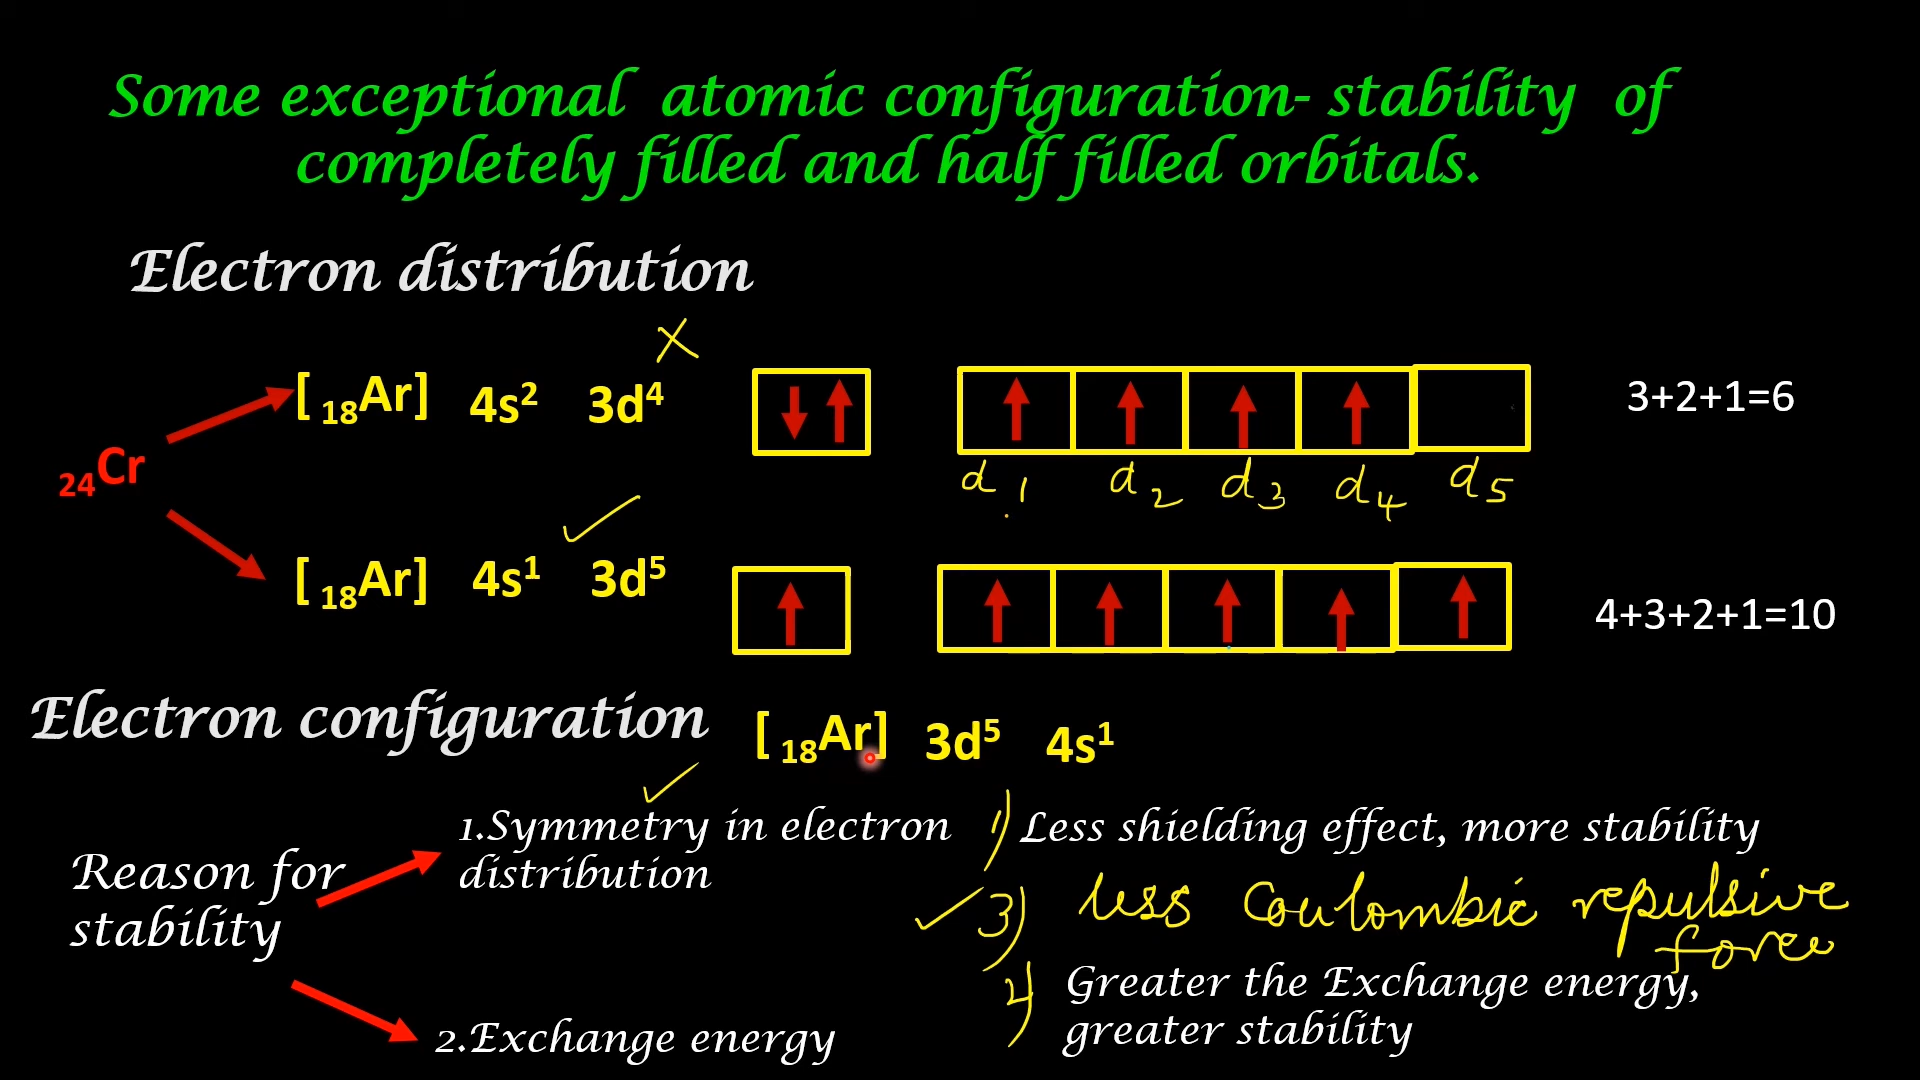 Some exceptional atomic configuration- stability of
completely filled and half filled orbitals.
Electron distribution
x
[ ₁₈Ar] 4s² 3d⁴
3+2+1=6
₂₄Cr
d₁ d₂ d₃ d₄ d₅
[ ₁₈Ar] 4s¹ 3d⁵
4+3+2+1=10
Electron configuration [ ₁₈Ar] 3d⁵ 4s¹
Reason for
stability
1.Symmetry in electron
distribution
1) Less shielding effect, more stability
3) less Coulombic repulsive
force
2.Exchange energy
4) Greater the Exchange energy,
greater stability